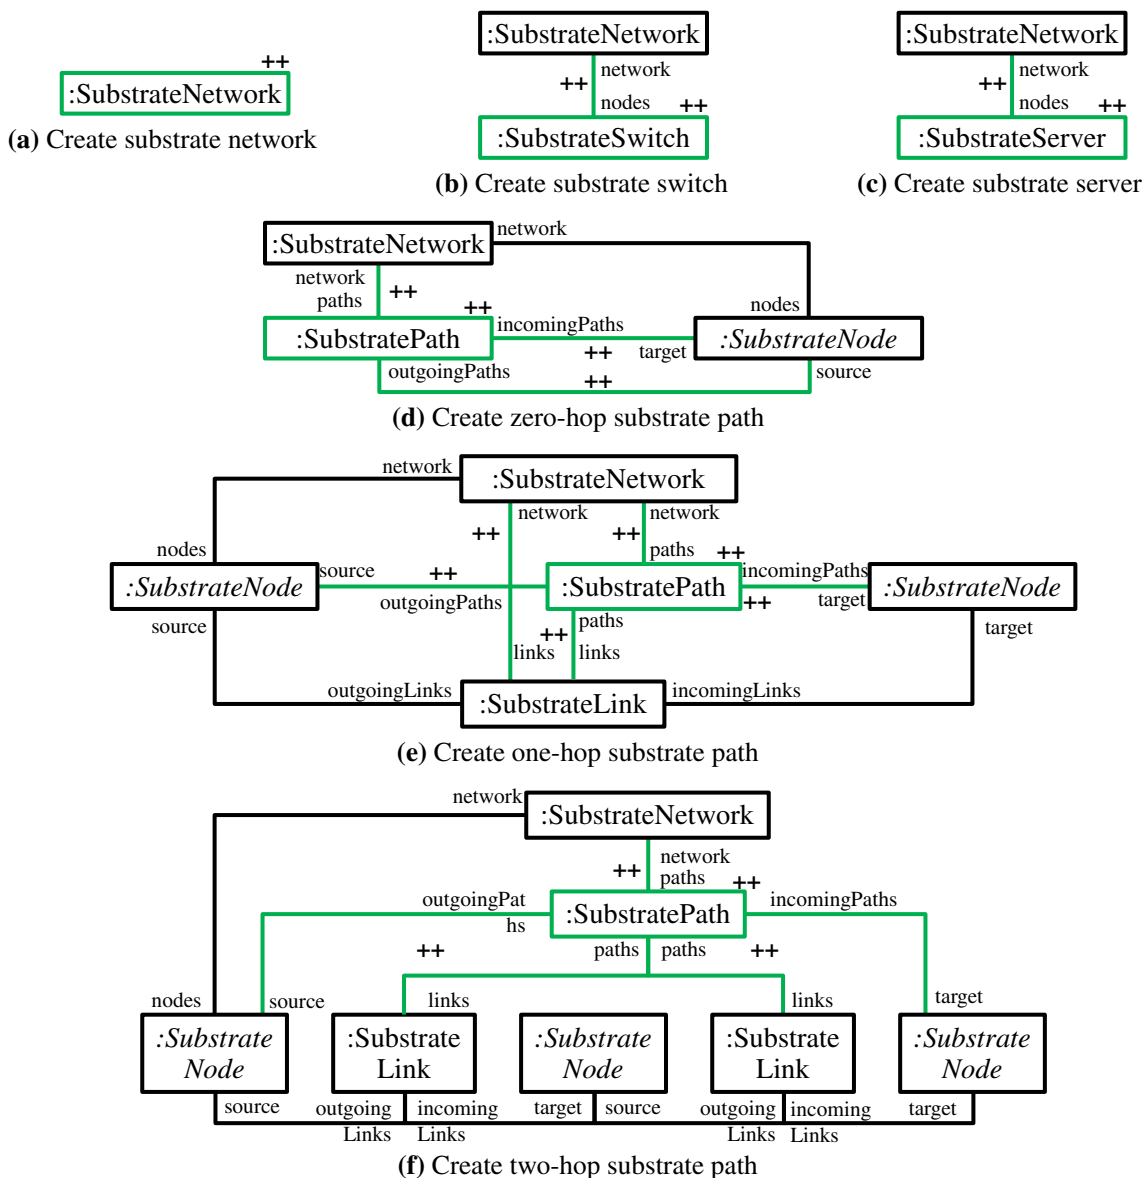 ++
:SubstrateNetwork
(a) Create substrate network
:SubstrateNetwork
++
network
nodes
++
:SubstrateSwitch
(b) Create substrate switch
:SubstrateNetwork
++
network
nodes
++
:SubstrateServer
(c) Create substrate server
:SubstrateNetwork
network
network
paths
++
++
nodes
:SubstratePath
incomingPaths
++
target
:SubstrateNode
outgoingPaths
++
source
(d) Create zero-hop substrate path
network
:SubstrateNetwork
++
network
++
network
nodes
paths
++
:SubstrateNode
source
++
outgoingPaths
:SubstratePath
incomingPaths
++
target
:SubstrateNode
source
++
paths
target
links
links
outgoingLinks
:SubstrateLink
incomingLinks
(e) Create one-hop substrate path
network
:SubstrateNetwork
++
network
paths
++
outgoingPat
hs
:SubstratePath
incomingPaths
++
paths
paths
++
nodes
source
links
links
target
:Substrate
Node
:Substrate
Link
:Substrate
Node
:Substrate
Link
:Substrate
Node
source
outgoing
Links
incoming
Links
target
source
outgoing
Links
incoming
Links
target
(f) Create two-hop substrate path